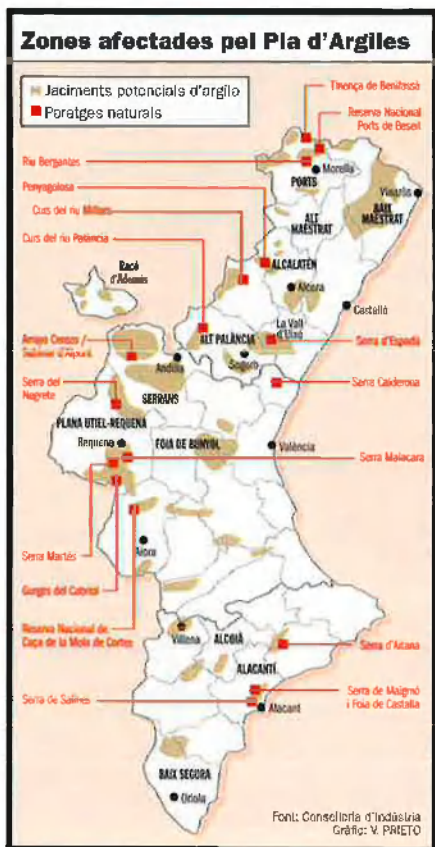 Zones afectades pel Pla d'Argiles
Jaciments potencials d'argila
Paratges naturals
Tinença de Benifassà
Reserva Nacional
Ports de Beseit
Riu Bergantes
Morella
PORTS
Penyagolosa
Vinaròs
ALT
MAESTRAT
BAIX
MAESTRAT
Curs del riu Millars
Curs del riu Palància
ALCALATÉN
Racó
d'Ademús
Alcora
Castelló
La Vall
d'Uixó
ALT PALÀNCIA
Serra d'Espadà
Arroyo Cerezo /
Segorb
Andilla
Serra Calderona
Serra del
Negrete
SERRANS
PLANA UTIEL-REQUENA
Requena
FOIA DE BUNYOL
València
Serra Malacara
Serra Martés
Aiora
Gorges del Cabriol
Reserva Nacional de
Caça de la Mola de Cortes
Villena
ALCOIÀ
Serra d'Aitana
ALACANTÍ
Serra de Salines
Serra de Maigmó
i Foia de Castalla
Alacant
BAIX SEGURA
Oriola
Font: Conselleria d'Indústria
Gràfic: V. PRIETO